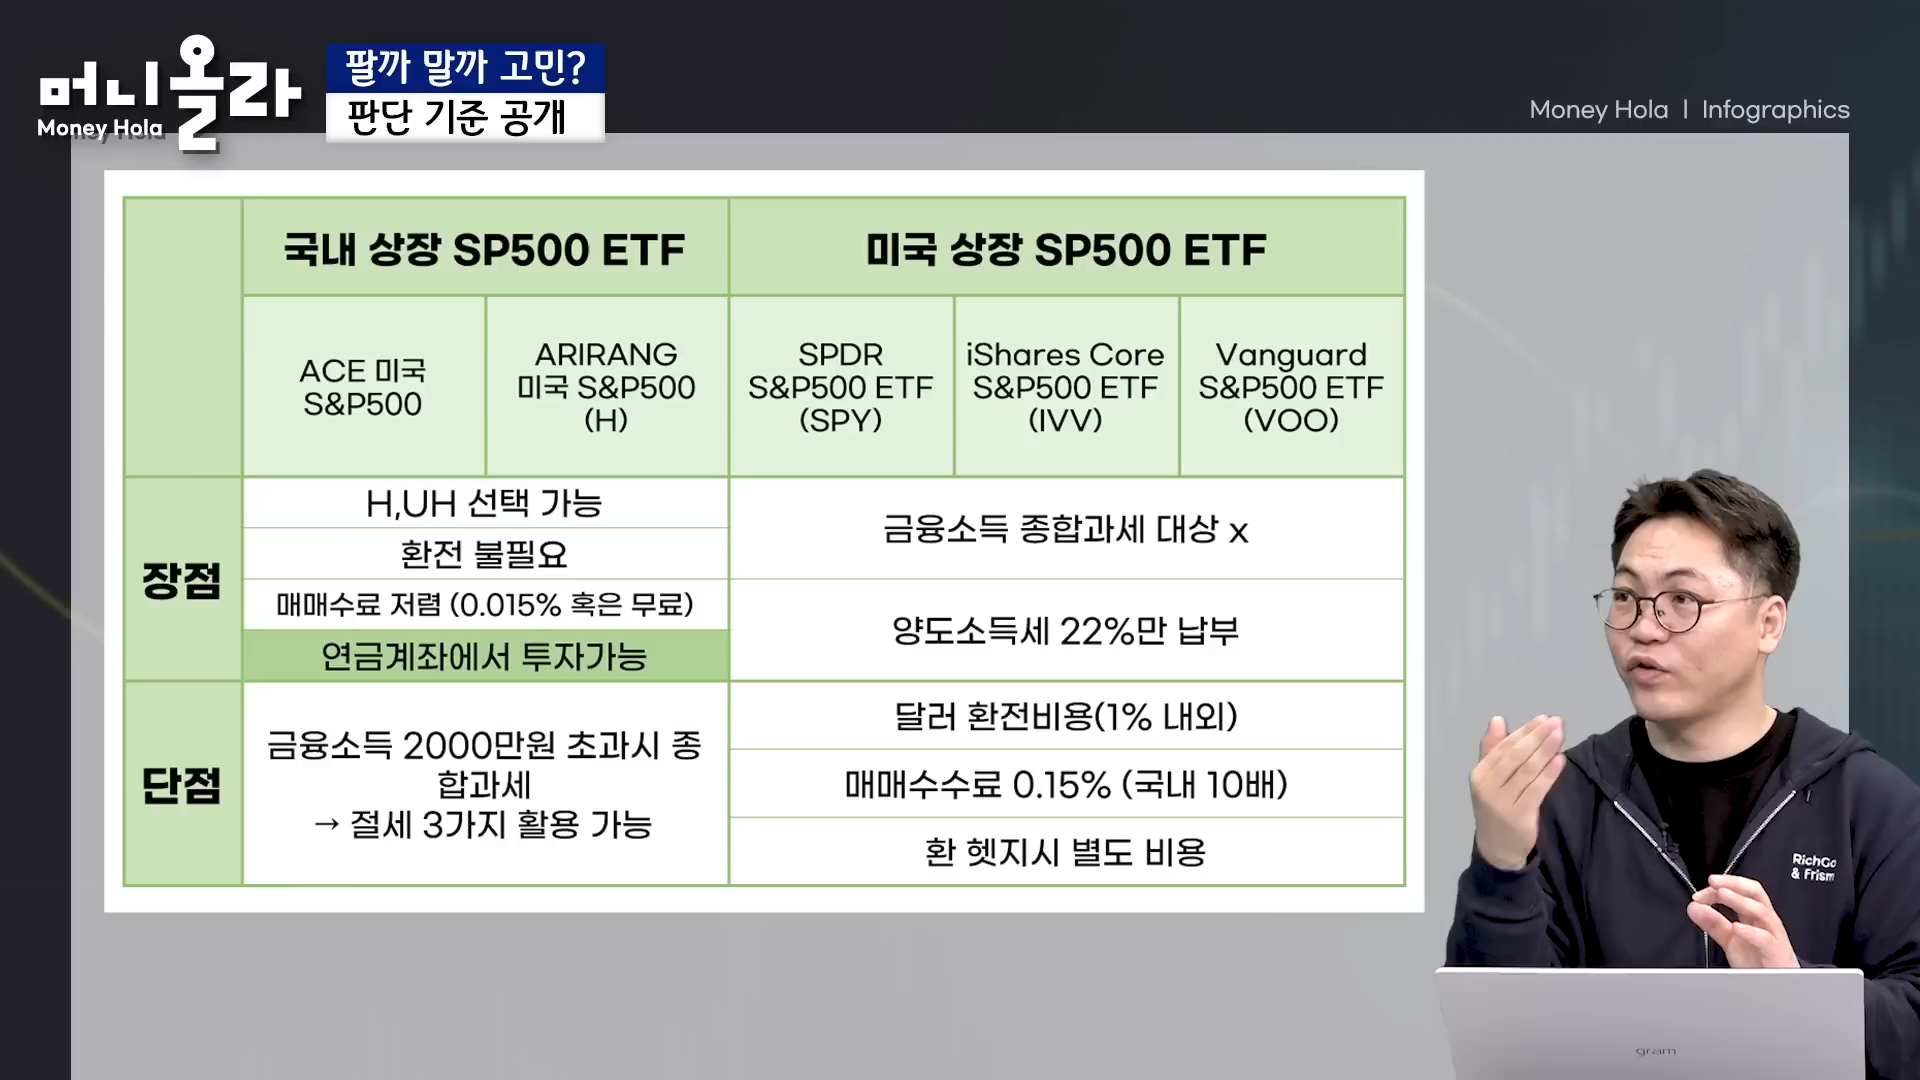 머니올라
Money Hola
팔까 말까 고민?
판단 기준 공개
Money Hola | Infographics
국내 상장 SP500 ETF
미국 상장 SP500 ETF
ACE 미국
S&P500
ARIRANG
미국 S&P500
(H)
SPDR
S&P500 ETF
(SPY)
iShares Core
S&P500 ETF
(IVV)
Vanguard
S&P500 ETF
(VOO)
장점
H,UH 선택 가능
환전 불필요
매매수료 저렴 (0.015% 혹은 무료)
연금계좌에서 투자가능
금융소득 종합과세 대상 x
양도소득세 22%만 납부
단점
금융소득 2000만원 초과시 종
합과세
→ 절세 3가지 활용 가능
달러 환전비용(1% 내외)
매매수수료 0.15% (국내 10배)
환 헷지시 별도 비용
RichGo
& Frism
gram